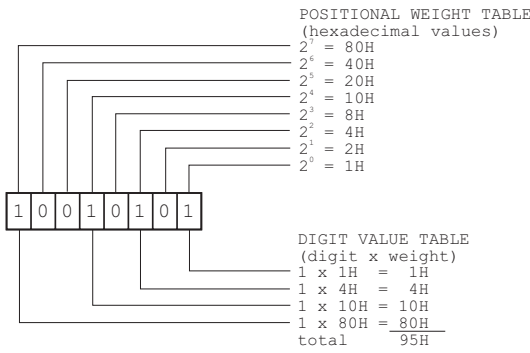 POSITIONAL WEIGHT TABLE
(hexadecimal values)
2⁷ = 80H
2⁶ = 40H
2⁵ = 20H
2⁴ = 10H
2³ = 8H
2² = 4H
2¹ = 2H
2⁰ = 1H
1 0 0 1 0 1 0 1
DIGIT VALUE TABLE
(digit x weight)
1 x 1H = 1H
1 x 4H = 4H
1 x 10H = 10H
1 x 80H = 80H
total 95H